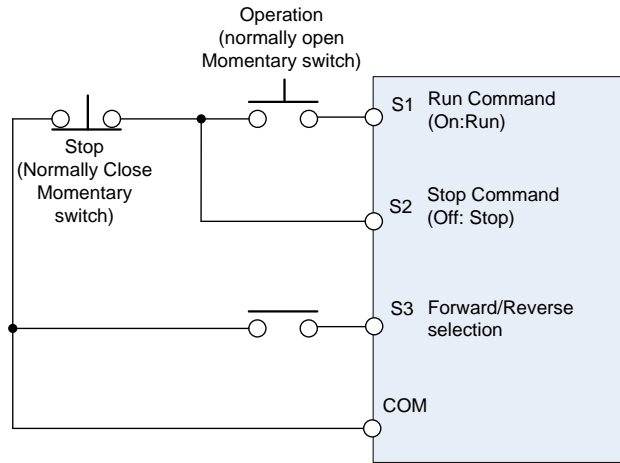 Operation
(normally open
Momentary switch)
Stop
(Normally Close
Momentary
switch)
S1
Run Command
(On:Run)
S2
Stop Command
(Off: Stop)
S3
Forward/Reverse
selection
COM